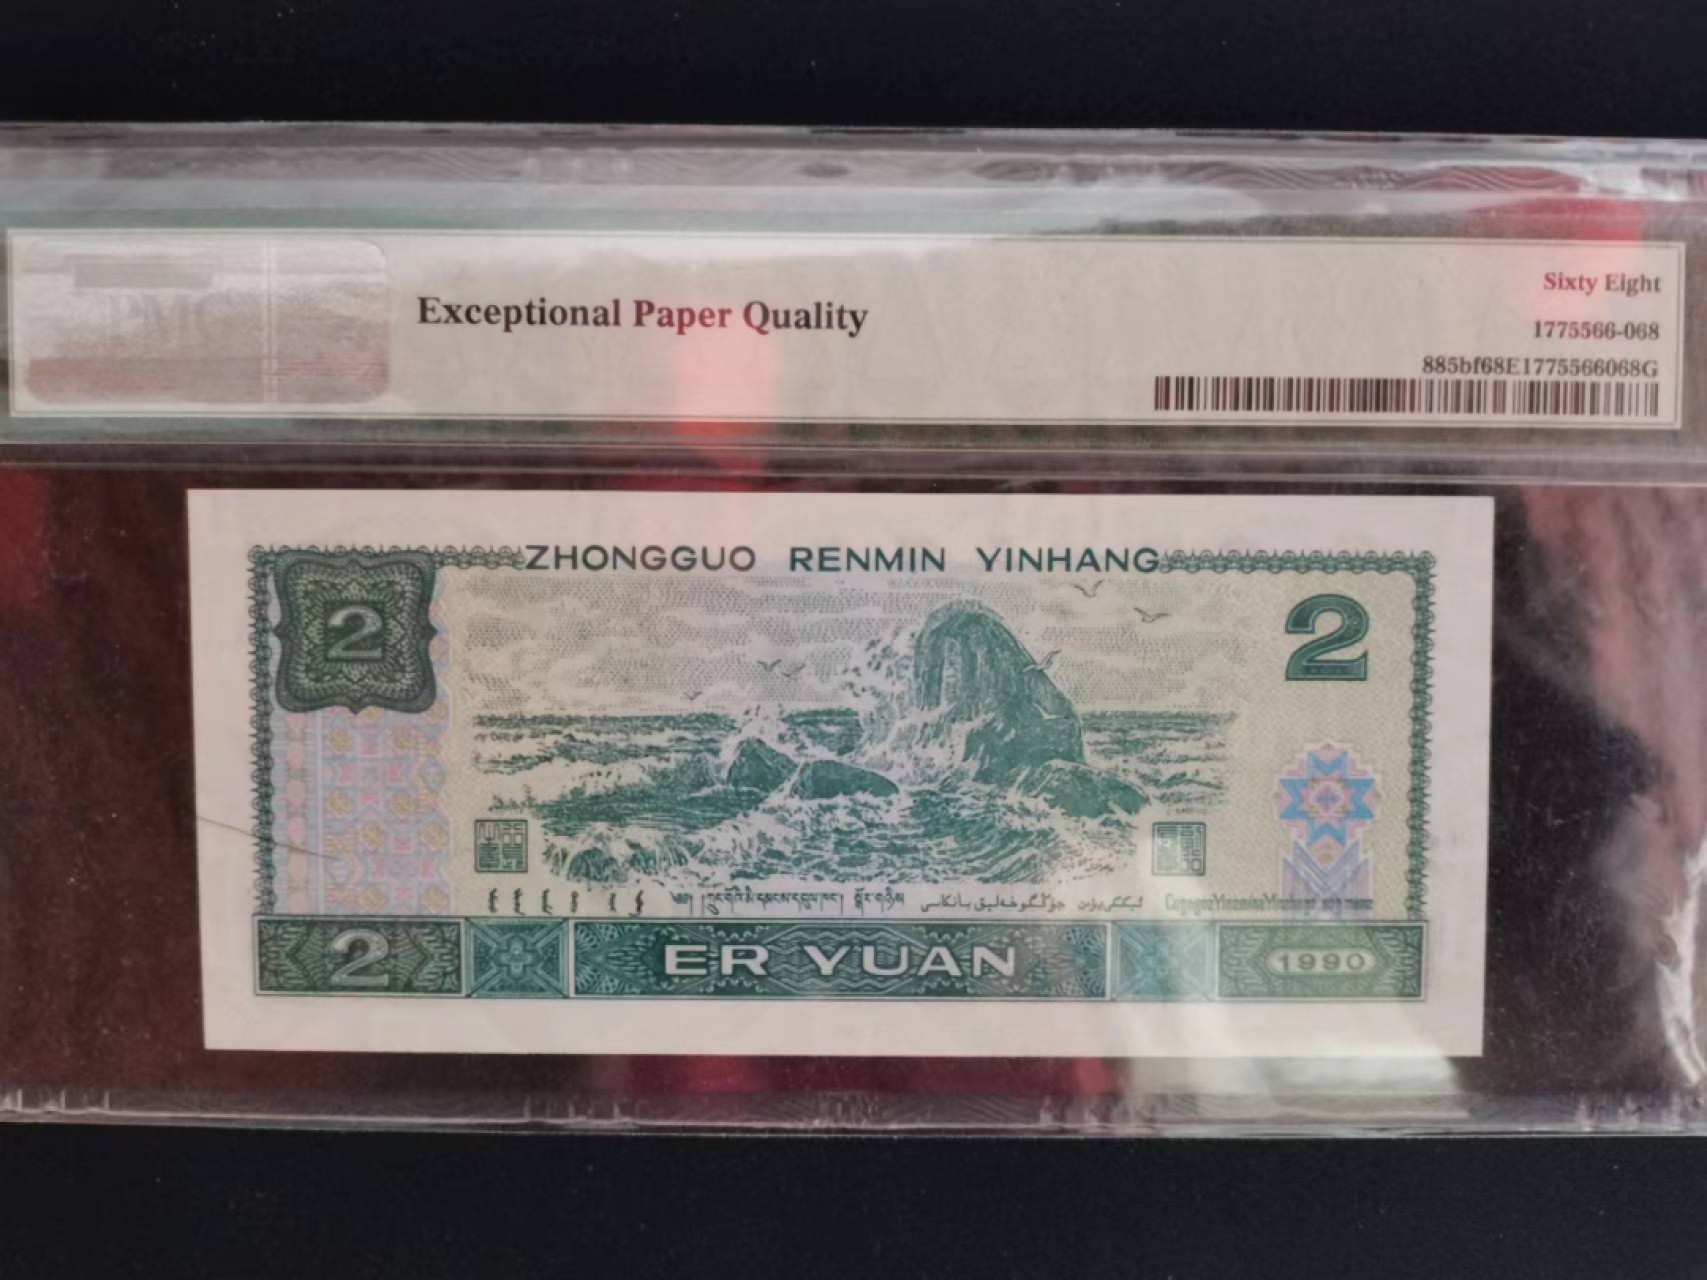 Exceptional Paper Quality
Sixty Eight
1775566-068
885bf68E1775566068G
ZHONGGUO RENMIN YINHANG
2
2
2
ER YUAN
1990